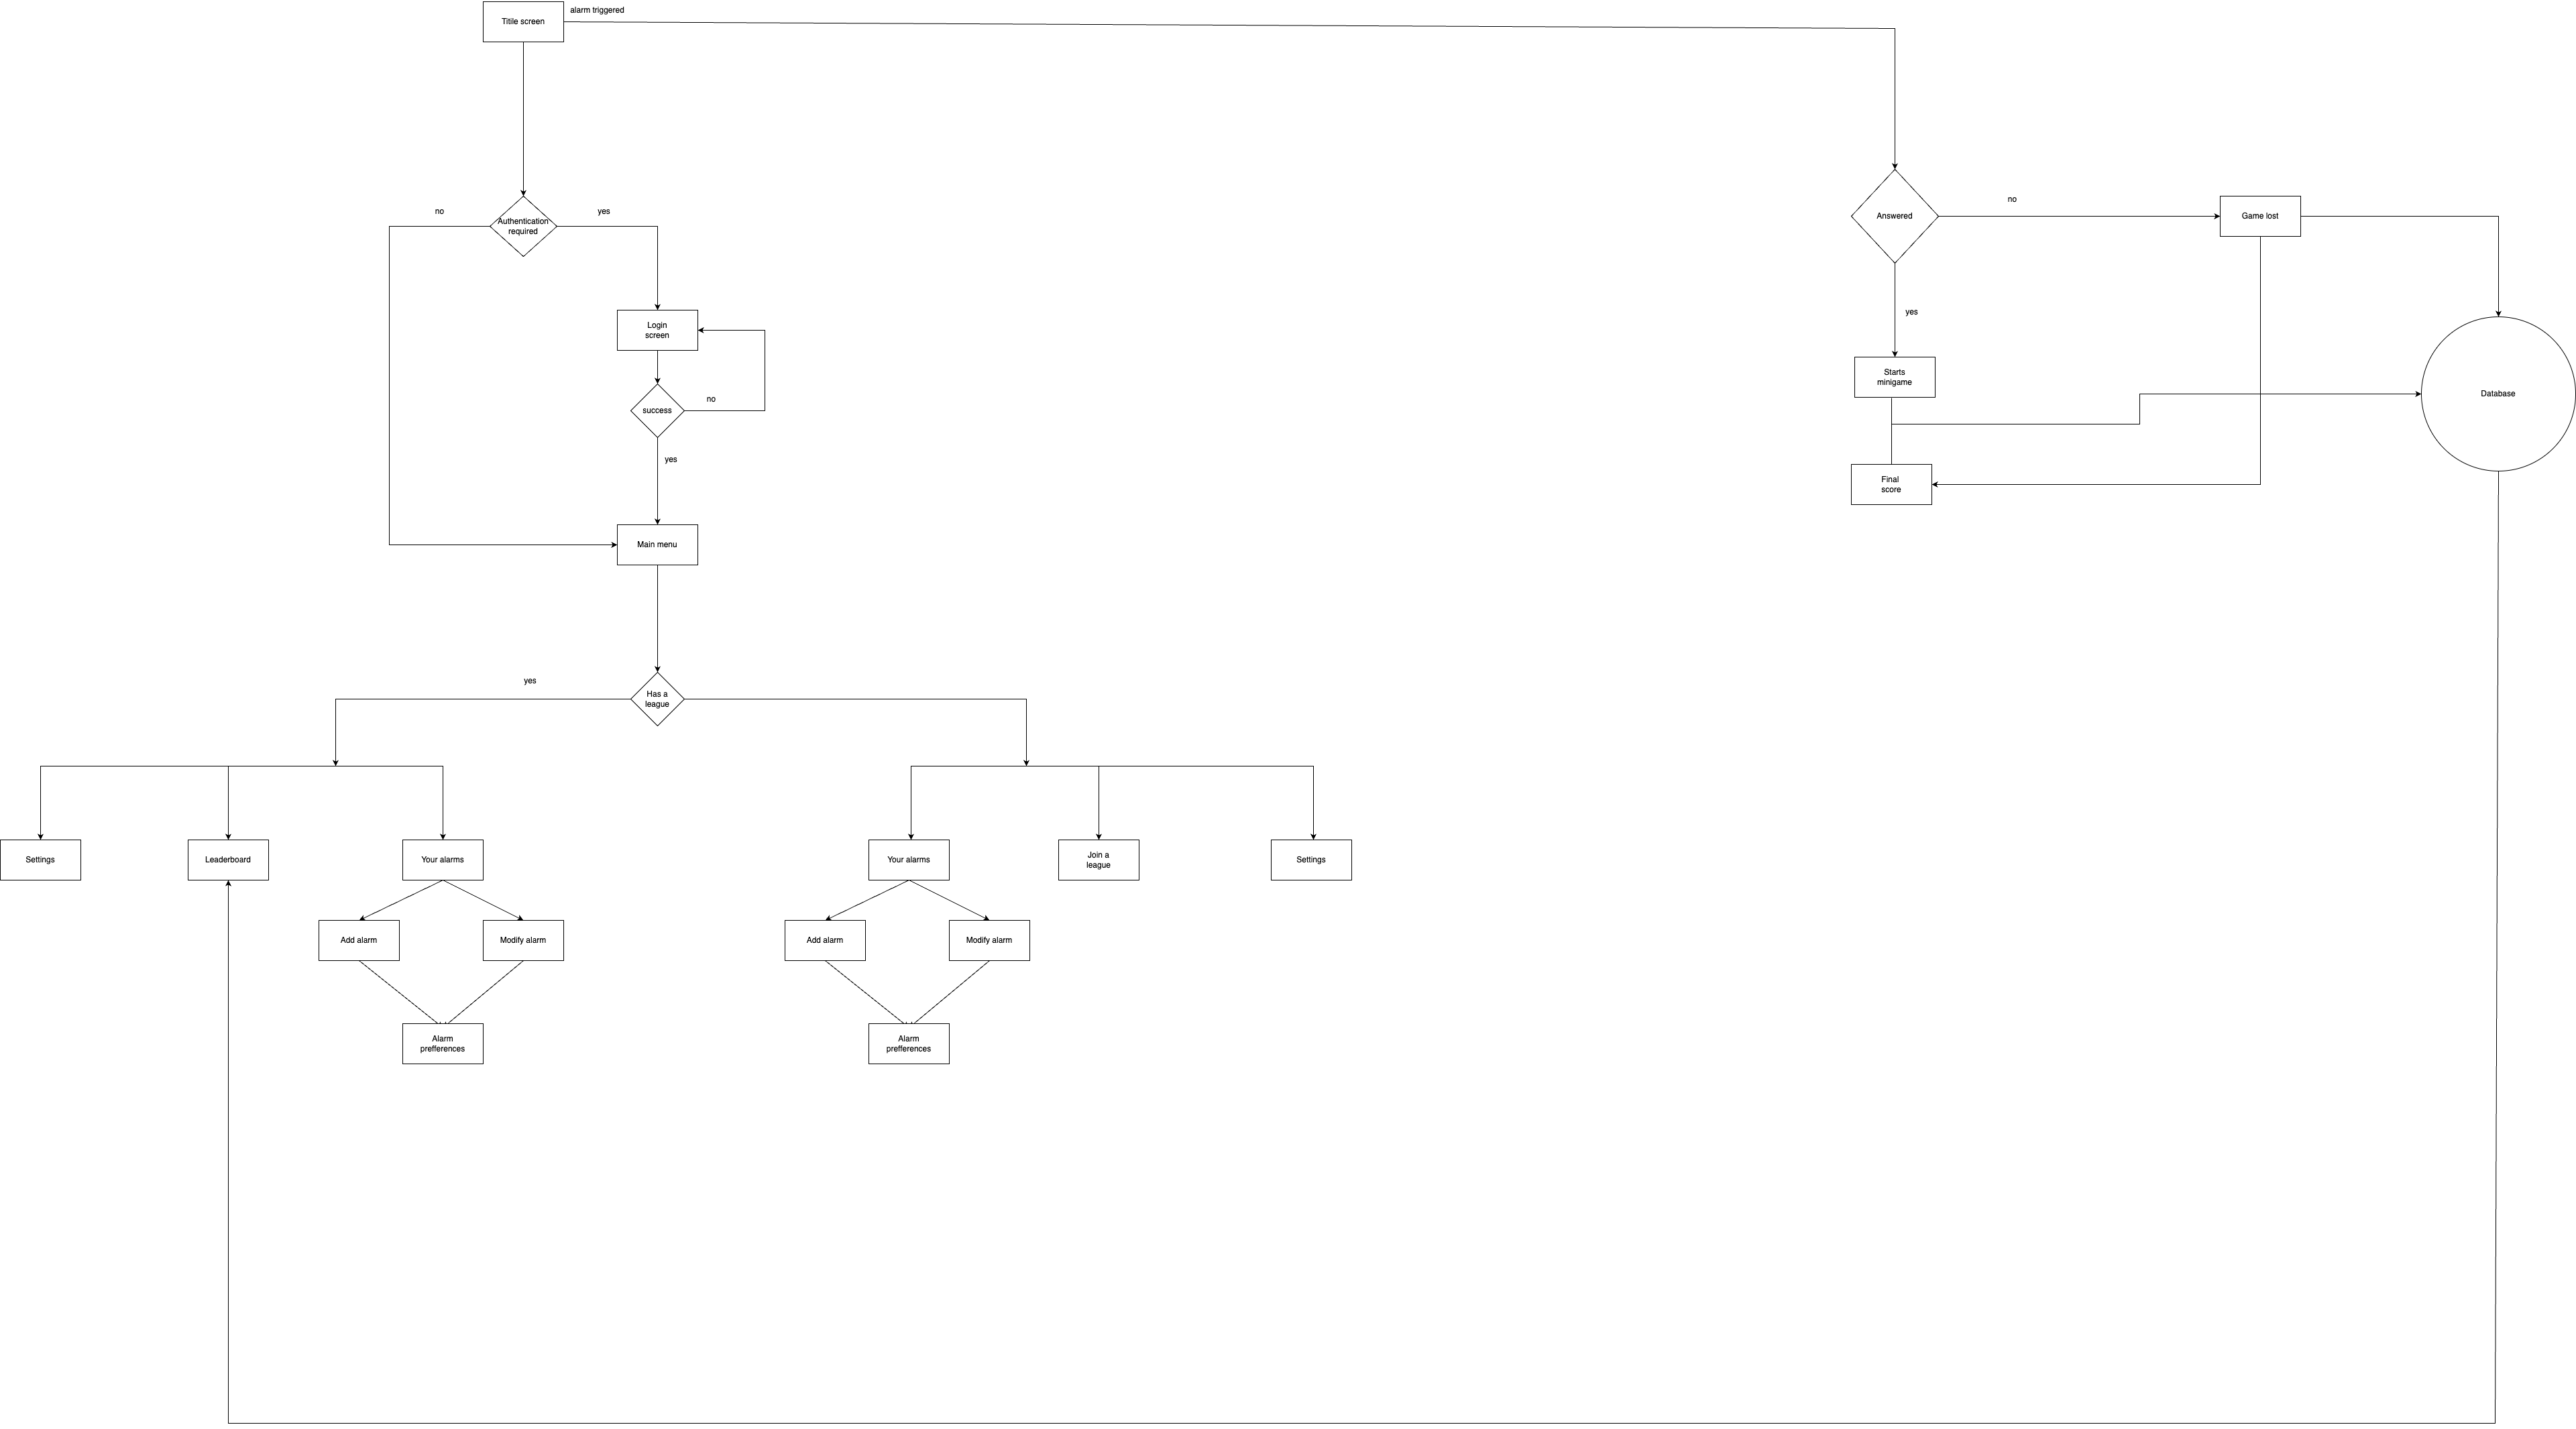 Titile screen
alarm triggered
no
Authentication
required
yes
Answered
no
Game lost
Login
screen
yes
Starts
minigame
Database
success
no
yes
Final
score
Main menu
yes
Has a
league
Settings
Leaderboard
Your alarms
Your alarms
Join a
league
Settings
Add alarm
Modify alarm
Add alarm
Modify alarm
Alarm
prefferences
Alarm
prefferences